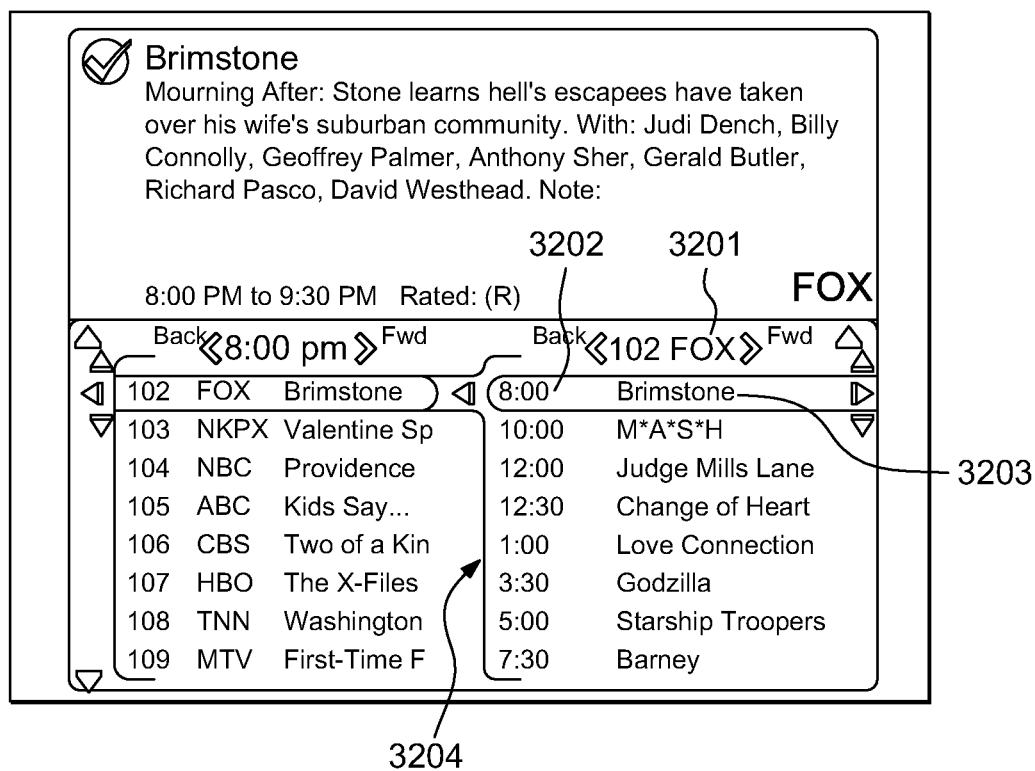 Brimstone
Mourning After: Stone learns hell's escapees have taken
over his wife's suburban community. With: Judi Dench, Billy
Connolly, Geoffrey Palmer, Anthony Sher, Gerald Butler,
Richard Pasco, David Westhead. Note:
3202 3201
8:00 PM to 9:30 PM Rated: (R) FOX
Back 8:00 pm Fwd Back 102 FOX Fwd
102 FOX Brimstone 8:00 Brimstone
103 NKPX Valentine Sp 10:00 M*A*S*H
104 NBC Providence 12:00 Judge Mills Lane
3203
105 ABC Kids Say... 12:30 Change of Heart
106 CBS Two of a Kin 1:00 Love Connection
107 HBO The X-Files 3:30 Godzilla
108 TNN Washington 5:00 Starship Troopers
109 MTV First-Time F 7:30 Barney
3204